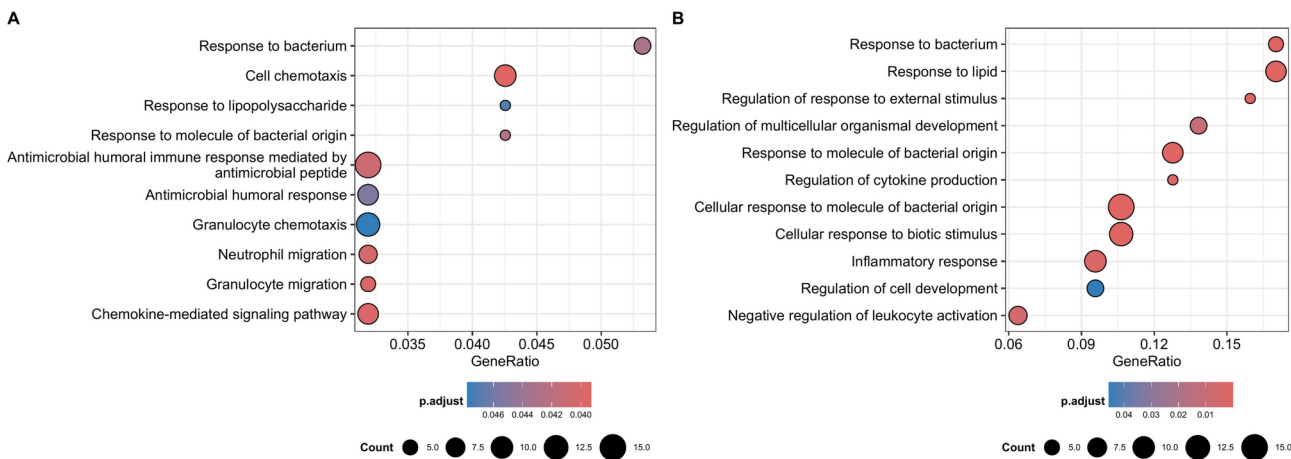 A
Response to bacterium
Cell chemotaxis
Response to lipopolysaccharide
Response to molecule of bacterial origin
Antimicrobial humoral immune response mediated by
antimicrobial peptide
Antimicrobial humoral response
Granulocyte chemotaxis
Neutrophil migration
Granulocyte migration
Chemokine-mediated signaling pathway
0.035 0.040 0.045 0.050
GeneRatio
p.adjust
0.046 0.044 0.042 0.040
Count 5.0 7.5 10.0 12.5 15.0
B
Response to bacterium
Response to lipid
Regulation of response to external stimulus
Regulation of multicellular organismal development
Response to molecule of bacterial origin
Regulation of cytokine production
Cellular response to molecule of bacterial origin
Cellular response to biotic stimulus
Inflammatory response
Regulation of cell development
Negative regulation of leukocyte activation
0.06 0.09 0.12 0.15
GeneRatio
p.adjust
0.04 0.03 0.02 0.01
Count 5.0 7.5 10.0 12.5 15.0